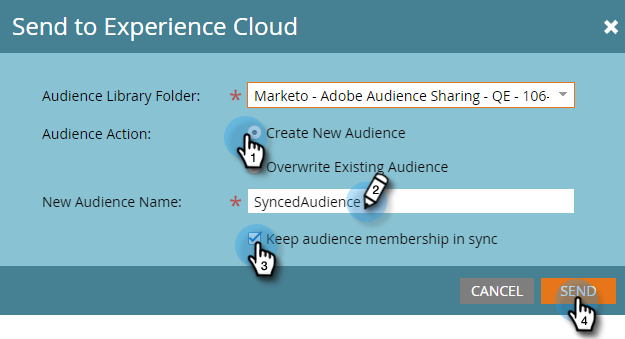 Send to Experience Cloud
Audience Library Folder: * Marketo - Adobe Audience Sharing - QE - 106-
Audience Action: Create New Audience
1
Overwrite Existing Audience
2
New Audience Name: * SyncedAudience
Keep audience membership in sync
3
CANCEL SEND
4